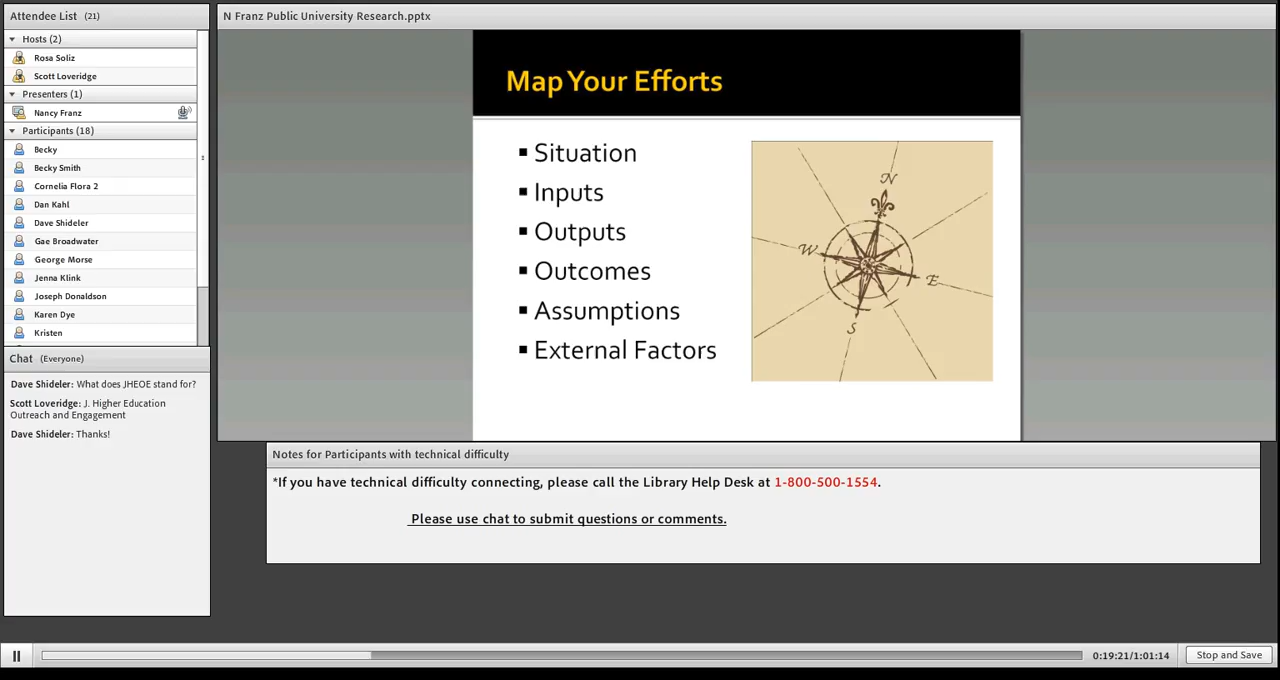 Attendee List (21)
Hosts (2)
Rosa Soliz
Scott Loveridge
Presenters (1)
Nancy Franz
Participants (18)
Becky
Becky Smith
Cornelia Flora 2
Dan Kahl
Dave Shideler
Gae Broadwater
George Morse
Jenna Klink
Joseph Donaldson
Karen Dye
Kristen
Chat (Everyone)
Dave Shideler: What does JHEOE stand for?
Scott Loveridge: J. Higher Education
Outreach and Engagement
Dave Shideler: Thanks!
N Franz Public University Research.pptx
Map Your Efforts
▪ Situation
▪ Inputs
▪ Outputs
▪ Outcomes
▪ Assumptions
▪ External Factors
N
W
E
S
Notes for Participants with technical difficulty
*If you have technical difficulty connecting, please call the Library Help Desk at 1-800-500-1554.
Please use chat to submit questions or comments.
0:19:21/1:01:14
Stop and Save